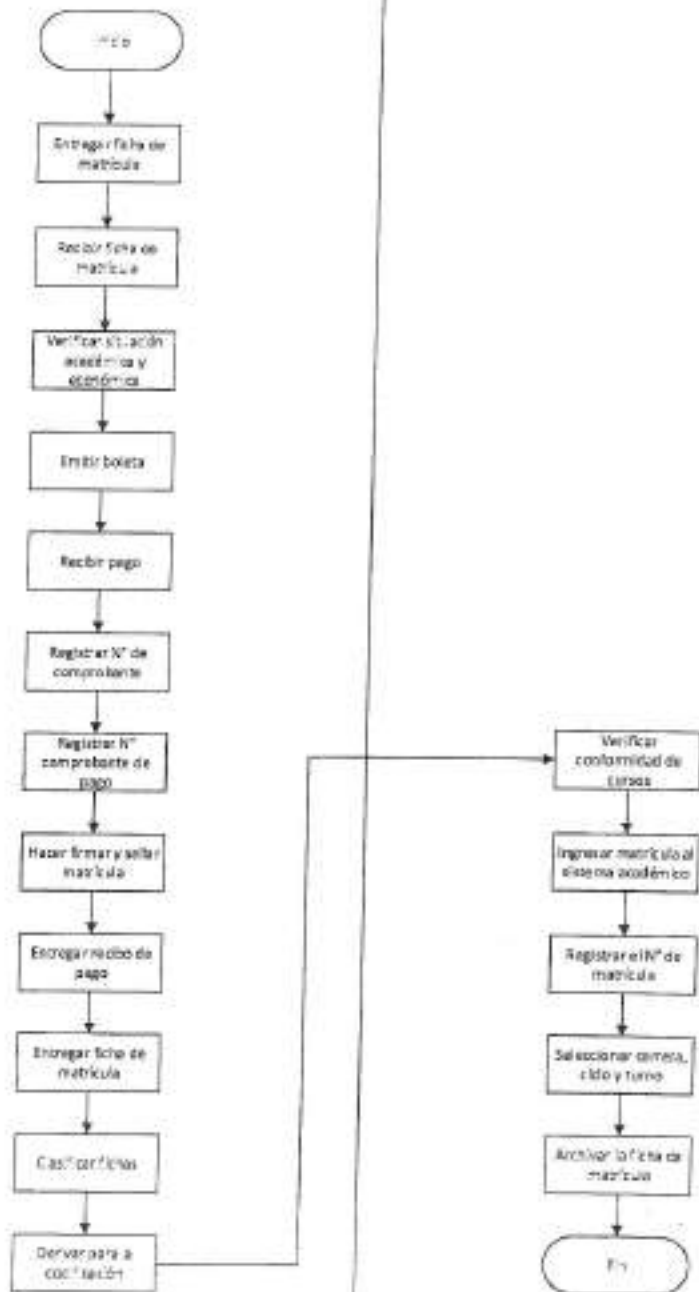 Inicio
Entregar ficha de
matrícula
Recibir ficha de
matrícula
Verificar situación
académica y
económica
Emitir boleta
Recibir pago
Registrar N° de
comprobante
Registrar N°
comprobante de
pago
Hacer firmar y sellar
matrícula
Entregar recibo de
pago
Entregar ficha de
matrícula
Clasificar fichas
Derivar para
codificación
Verificar
conformidad de
cursos
Ingresar matrícula al
sistema académico
Registrar el N° de
matrícula
Seleccionar carrera,
ciclo y turno
Archivar la ficha de
matrícula
Fin